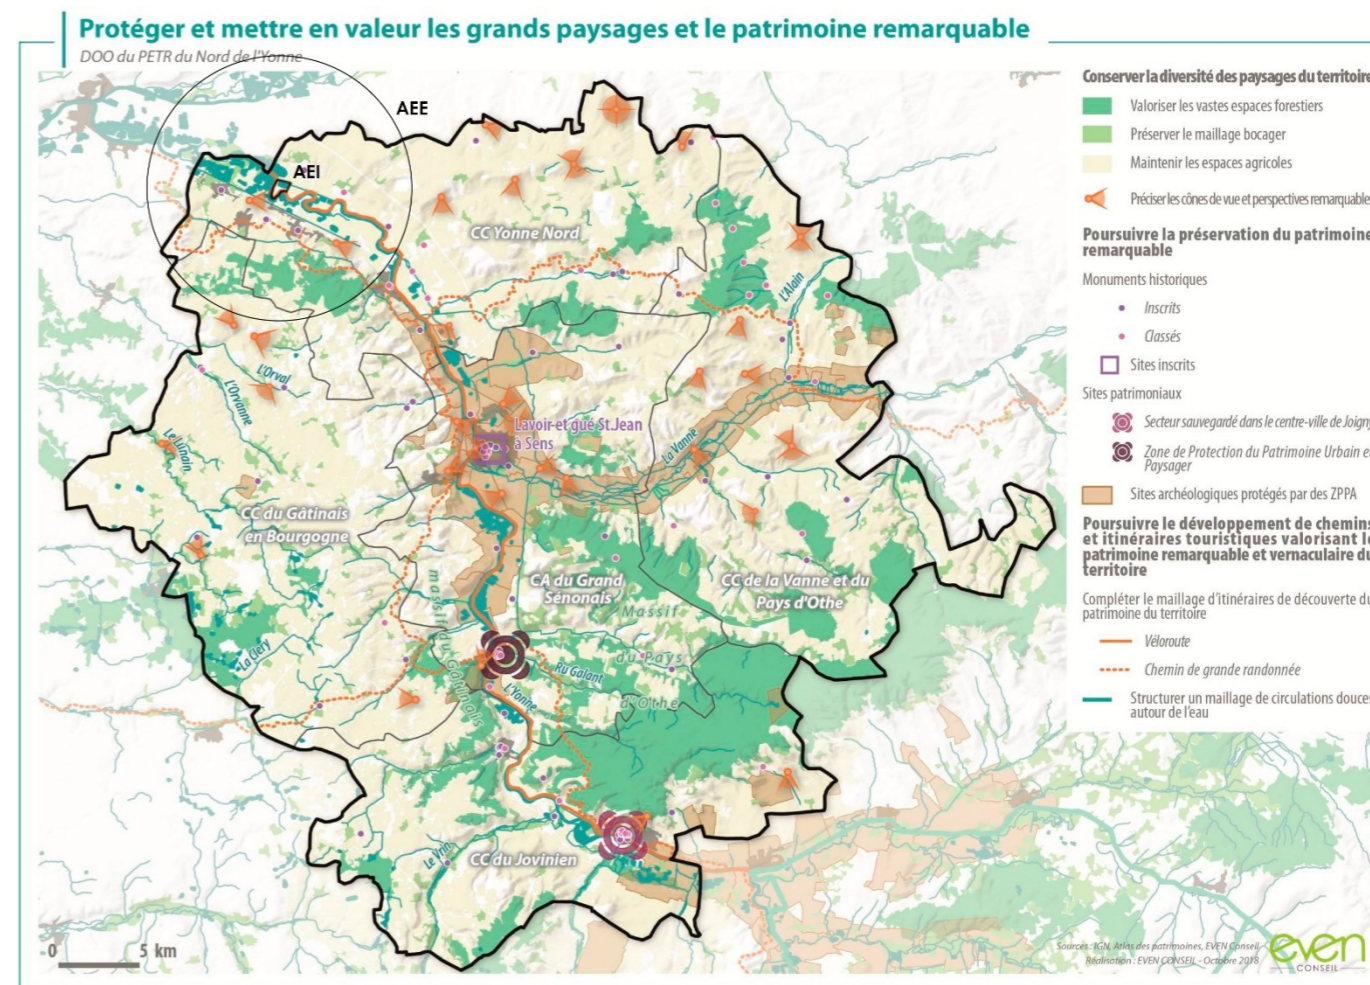 Protéger et mettre en valeur les grands paysages et le patrimoine remarquable
DOO du PETR du Nord de l'Yonne
AEE
AEI
CC Yonne Nord
L'Alain
L'Orval
L'Orvanne
Le Lunain
Lavoir et gué St.Jean
à Sens
La Vanne
CC du Gâtinais
en Bourgogne
CA du Grand
Sénonais
CC de la Vanne et du
Pays d'Othe
massif du Gâtinais
Massif
du Pays
d'Othe
La Cléry
Ru Galant
L'Yonne
Le Vrin
CC du Jovinien
0 5 km
Conserver la diversité des paysages du territoire
Valoriser les vastes espaces forestiers
Préserver le maillage bocager
Maintenir les espaces agricoles
Préciser les cônes de vue et perspectives remarquable
Poursuivre la préservation du patrimoine
remarquable
Monuments historiques
Inscrits
Classés
Sites inscrits
Sites patrimoniaux
Secteur sauvegardé dans le centre-ville de Joigny
Zone de Protection du Patrimoine Urbain et
Paysager
Sites archéologiques protégés par des ZPPA
Poursuivre le développement de chemins
et itinéraires touristiques valorisant le
patrimoine remarquable et vernaculaire du
territoire
Compléter le maillage d'itinéraires de découverte du
patrimoine du territoire
Véloroute
Chemin de grande randonnée
Structurer un maillage de circulations douce
autour de l'eau
Sources : IGN, Atlas des patrimoines, EVEN Conseil
Réalisation : EVEN CONSEIL - Octobre 2018
even
CONSEIL